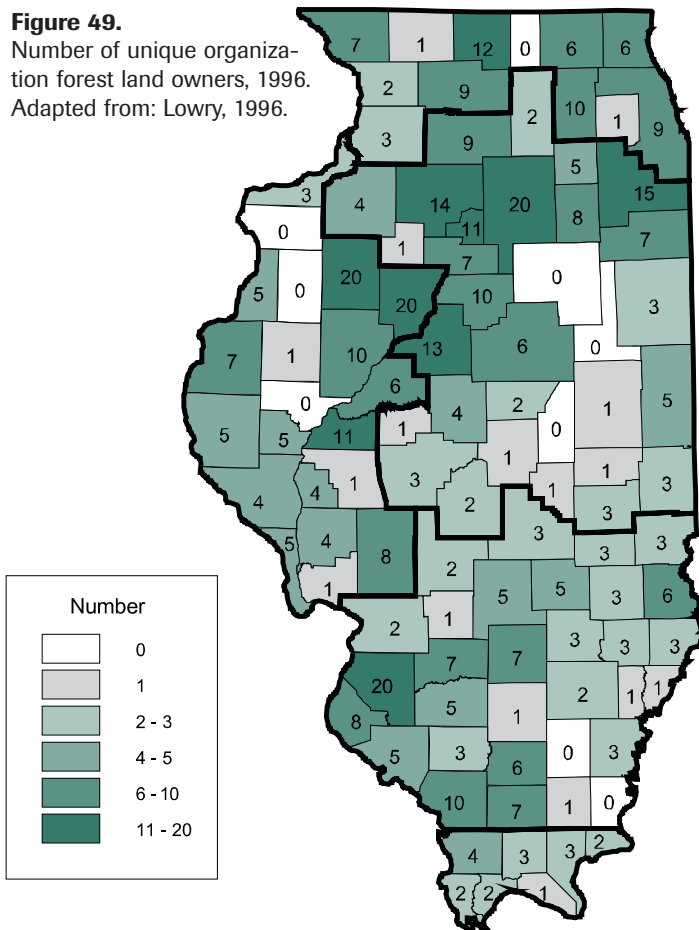 Figure 49.
Number of unique organiza-
tion forest land owners, 1996.
Adapted from: Lowry, 1996.
7 1 12 0 6 6
2 9 2 10 1 9
3 9 5 15
3 4 14 20 8
0 11 7
1 7
5 0 20 20 10 0 3
7 1 10 13 6 0
6
0 2 1 5
5 5 11 1 4 0
1 1
4 4 1 3 2 1 3
3
5 4 8 3 3 3
1 2 5 5 3 6
2 1 3 3 3
7 7
20 5 2 1 1
8 1
5 3 6 0 3
10 7 1 0
4 3 3 2
2 2 1
Number
0
1
2 - 3
4 - 5
6 - 10
11 - 20